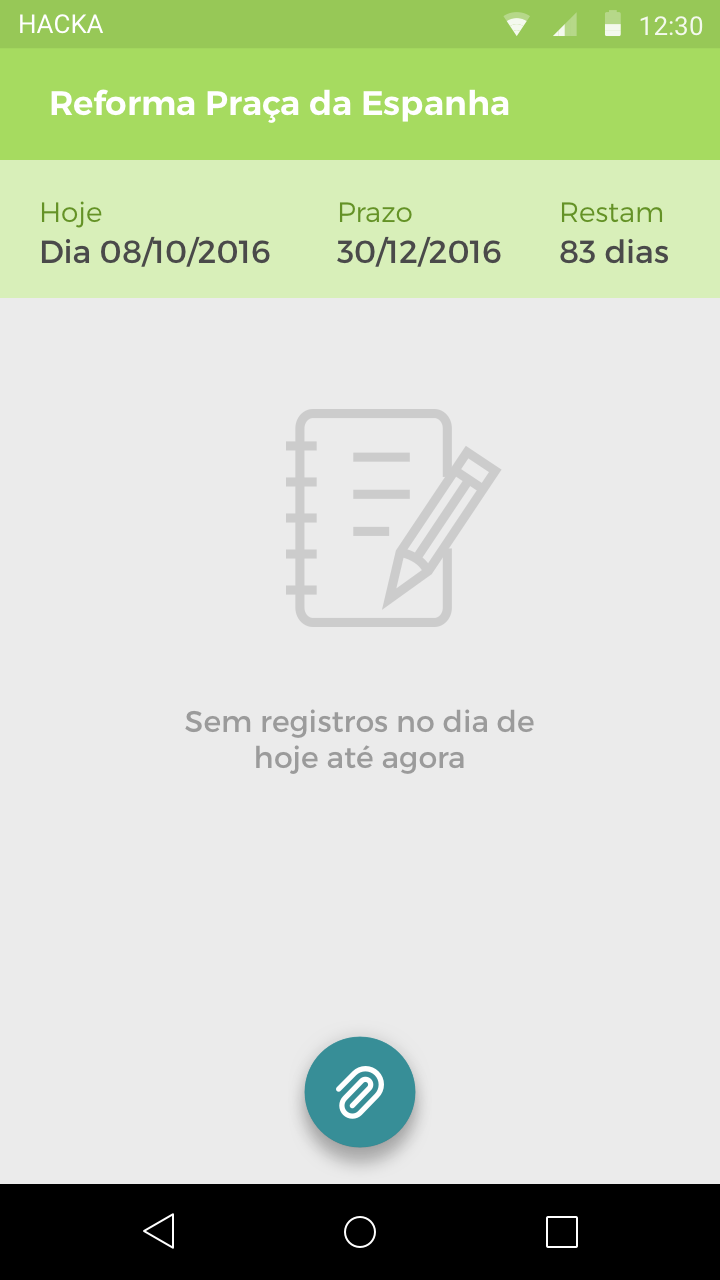 HACKA 12:30
Reforma Praça da Espanha
Hoje Prazo Restam
Dia 08/10/2016 30/12/2016 83 dias
Sem registros no dia de
hoje até agora